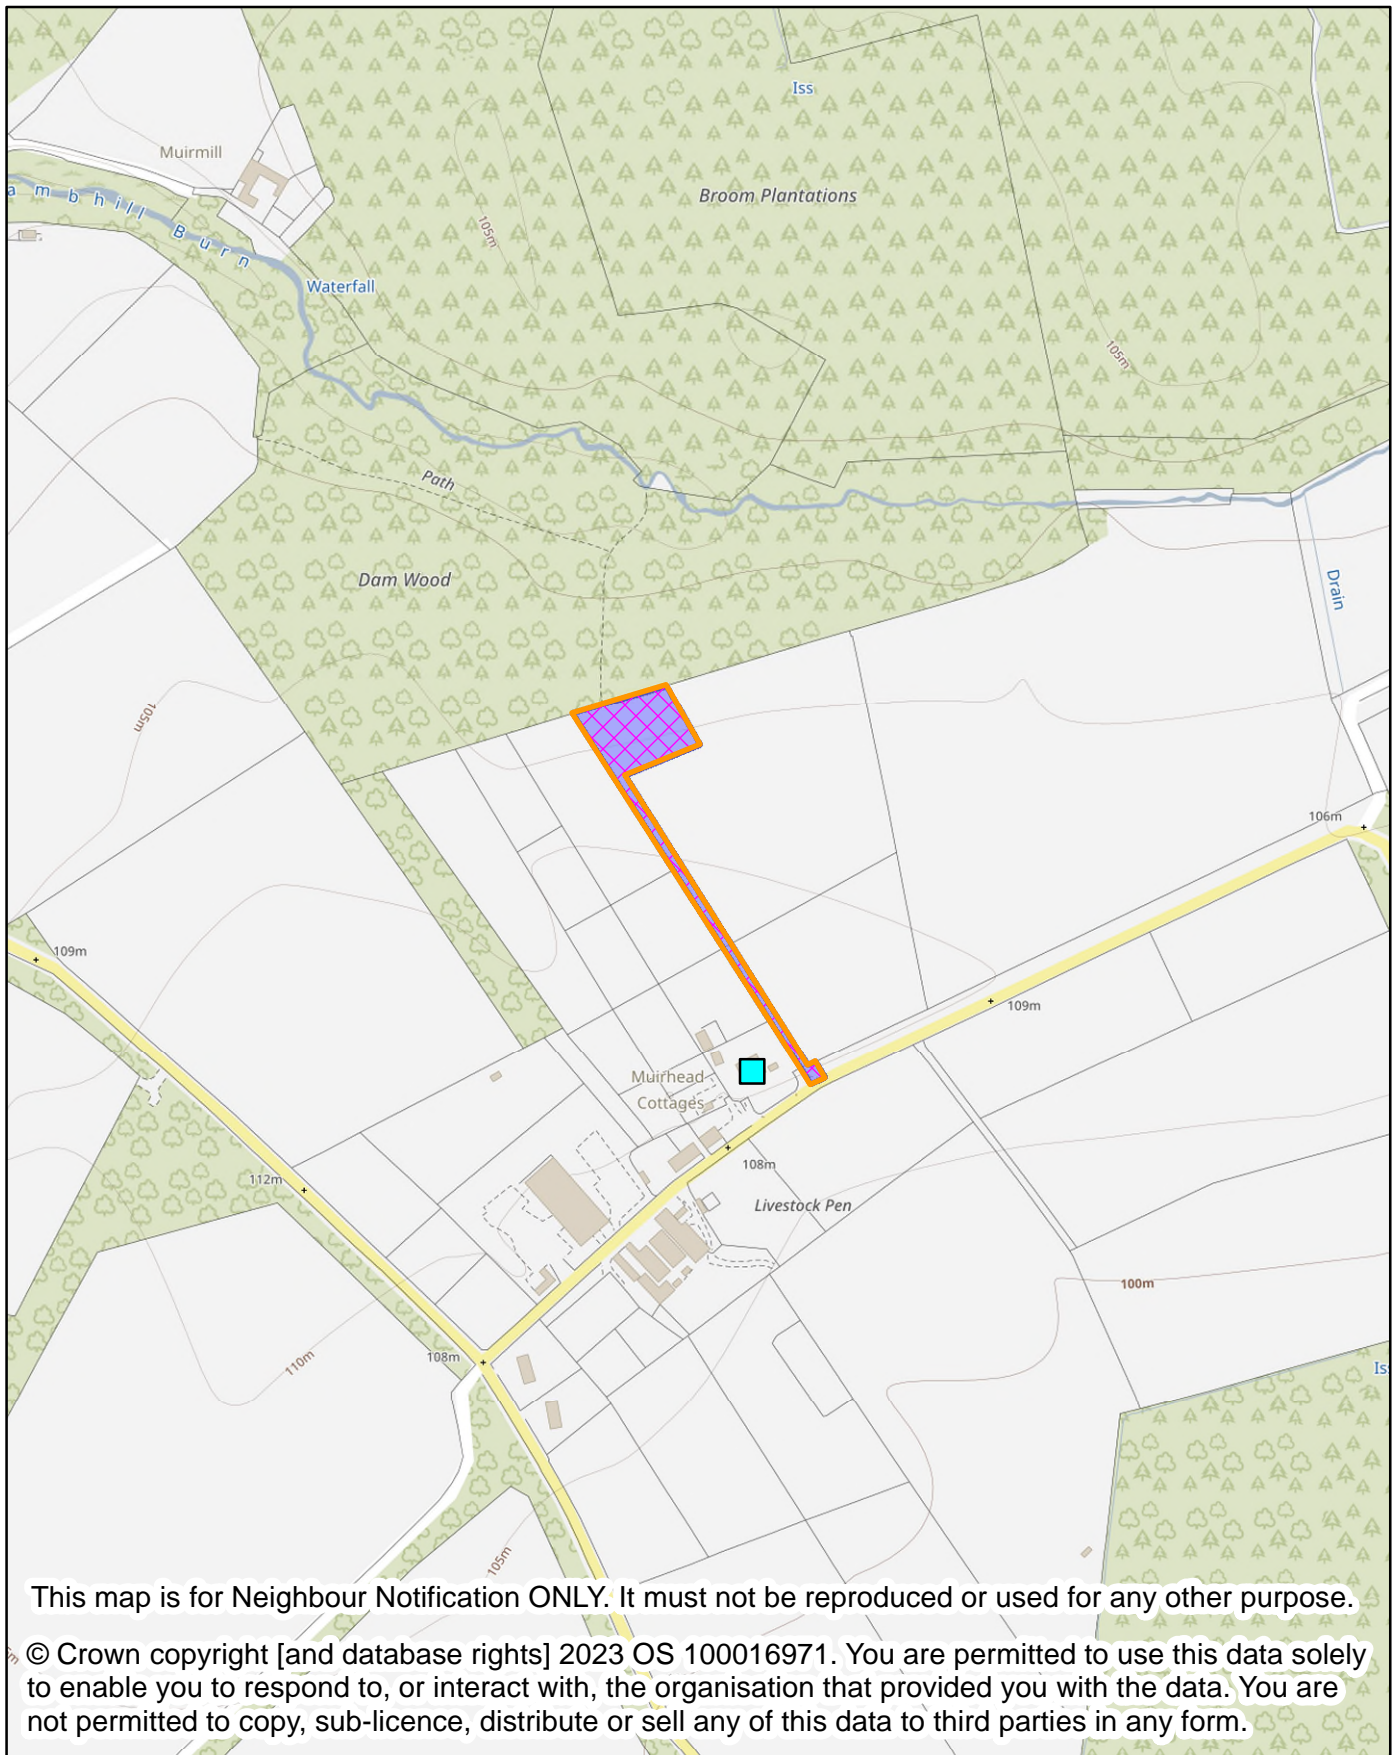 Iss
Muirmill
Broom Plantations
ambhill Burn
105m
Waterfall
105m
Path
Dam Wood
Drain
105m
106m
109m
109m
Muirhead
Cottages
108m
112m
Livestock Pen
100m
110m
108m
Iss
105m
This map is for Neighbour Notification ONLY. It must not be reproduced or used for any other purpose.
© Crown copyright [and database rights] 2023 OS 100016971. You are permitted to use this data solely
to enable you to respond to, or interact with, the organisation that provided you with the data. You are
not permitted to copy, sub-licence, distribute or sell any of this data to third parties in any form.